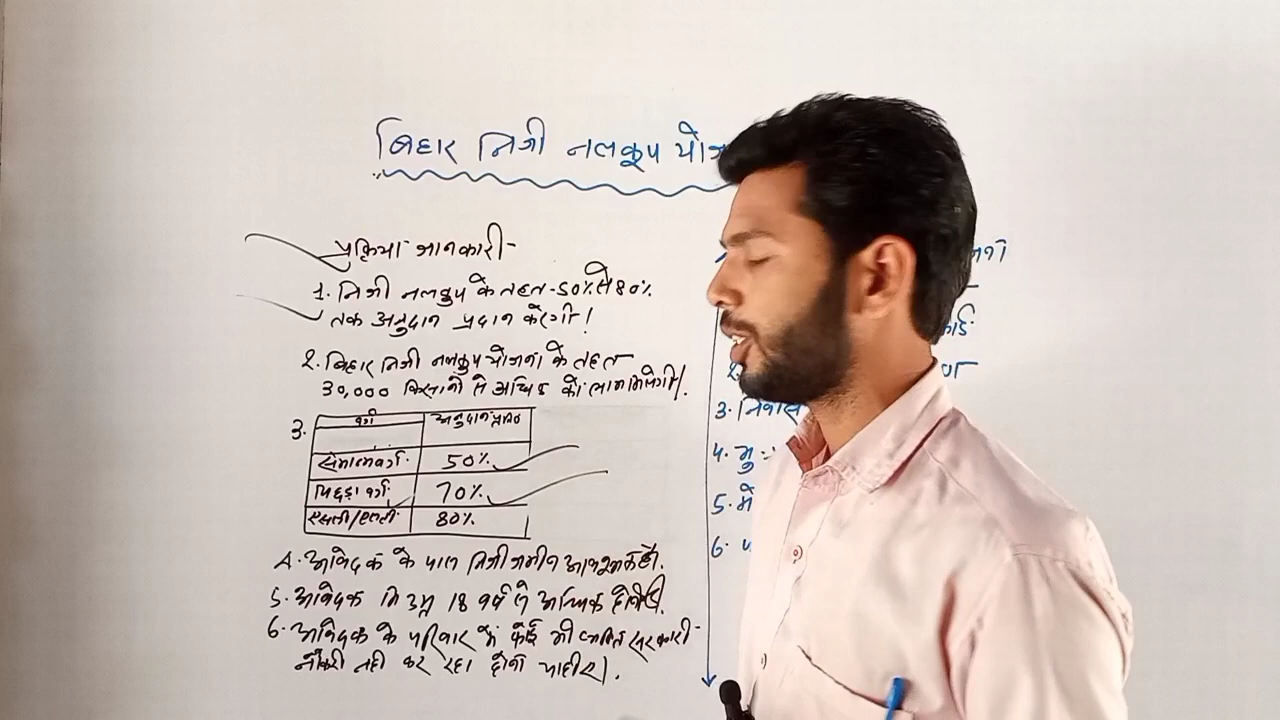 बिहार निजी नलकूप योज
प्रक्रिया जानकारी-
1. निजी नलकूप के तहत -50% से 80%
तक अनुदान प्रदान करेगी!
2. बिहार निजी नलकूप योजना के तहत
30,000 किसानों से अधिक को लाभ मिलेगा।
3.
वर्ग अनुदान
सामान्य वर्ग 50%
पिछड़ा वर्ग 70%
एससी/एसटी 80%
4. आवेदक के पास निजी जमीन आवश्यक है।
5. आवेदक कि उम्र 18 वर्ष से अधिक होनी
6. आवेदक के परिवार में कोई भी व्यक्ति सरकारी-
नौकरी नही कर रहा होना चाहिए।
2.
3. निवास
4. मु
5. मो
6.